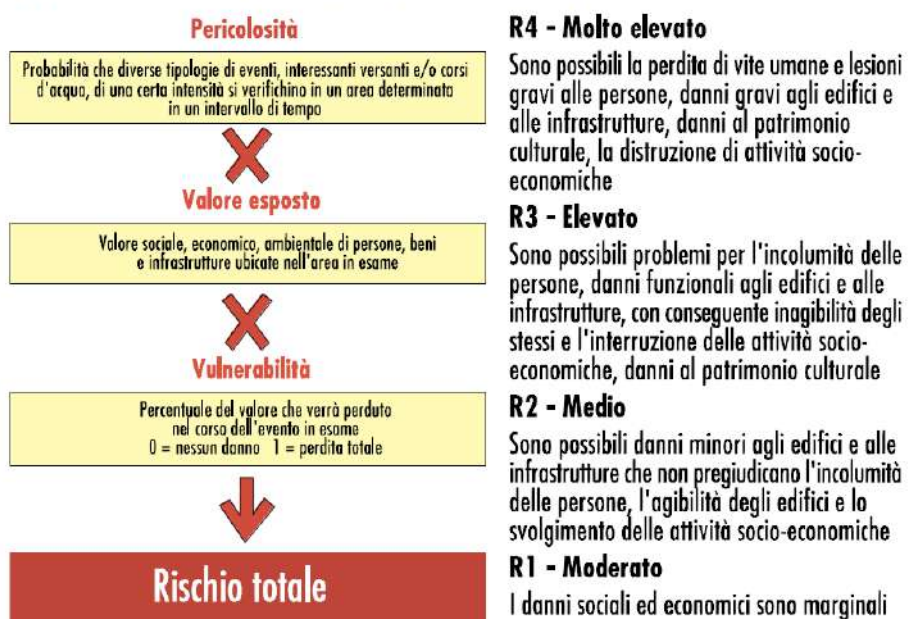 Pericolosità
Probabilità che diverse tipologie di eventi, interessanti versanti e/o corsi
d'acqua, di una certa intensità si verifichino in un area determinata
in un intervallo di tempo
Valore esposto
Valore sociale, economico, ambientale di persone, beni
e infrastrutture ubicate nell'area in esame
Vulnerabilità
Percentuale del valore che verrà perduto
nel corso dell'evento in esame
0 = nessun danno 1 = perdita totale
Rischio totale
R4 - Molto elevato
Sono possibili la perdita di vite umane e lesioni
gravi alle persone, danni gravi agli edifici e
alle infrastrutture, danni al patrimonio
culturale, la distruzione di attività socio-
economiche
R3 - Elevato
Sono possibili problemi per l'incolumità delle
persone, danni funzionali agli edifici e alle
infrastrutture, con conseguente inagibilità degli
stessi e l'interruzione delle attività socio-
economiche, danni al patrimonio culturale
R2 - Medio
Sono possibili danni minori agli edifici e alle
infrastrutture che non pregiudicano l'incolumità
delle persone, l'agibilità degli edifici e lo
svolgimento delle attività socio-economiche
R1 - Moderato
I danni sociali ed economici sono marginali